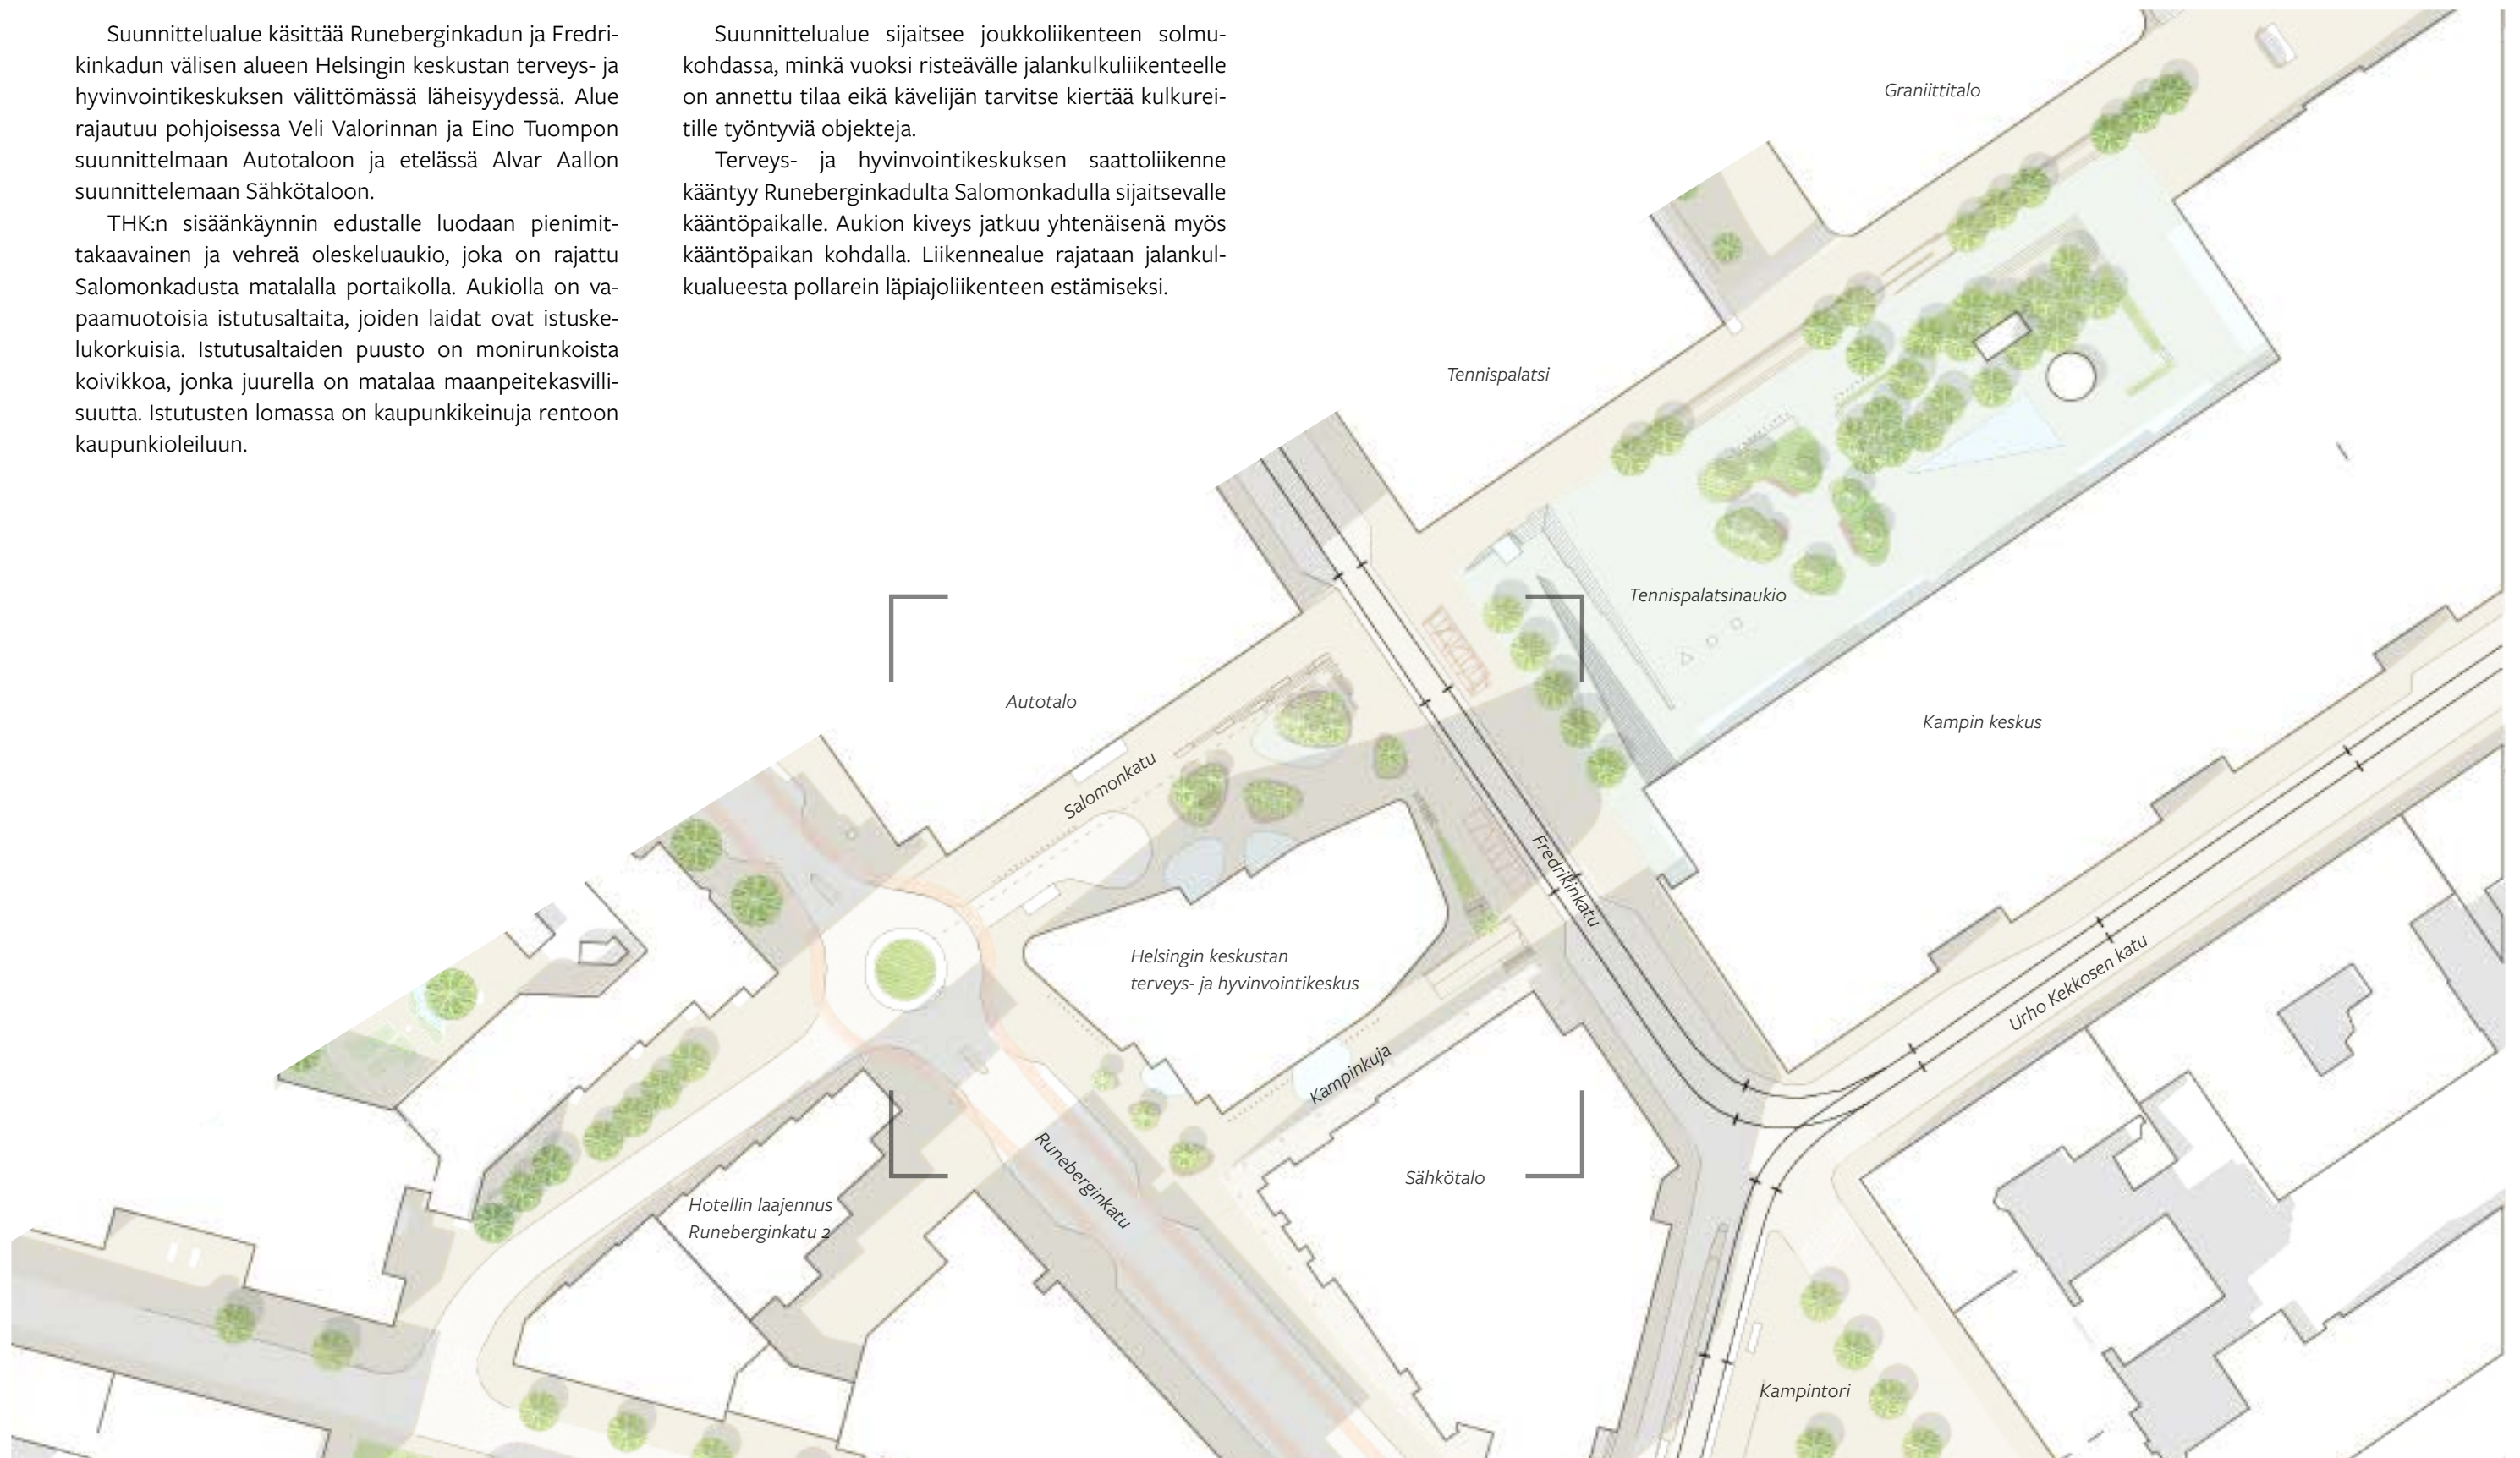 Suunnittelualue käsittää Runeberginkadun ja Fredri-
kinkadun välisen alueen Helsingin keskustan terveys- ja
hyvinvointikeskuksen välittömässä läheisyydessä. Alue
rajautuu pohjoisessa Veli Valorinnan ja Eino Tuompon
suunnittelmaan Autotaloon ja etelässä Alvar Aallon
suunnittelemaan Sähkötaloon.
THK:n sisäänkäynnin edustalle luodaan pienimit-
takaavainen ja vehreä oleskeluaukio, joka on rajattu
Salomonkadusta matalalla portaikolla. Aukiolla on va-
paamuotoisia istutusaltaita, joiden laidat ovat istuske-
lukorkuisia. Istutusaltaiden puusto on monirunkoista
koivikkoa, jonka juurella on matalaa maanpeitekasvilli-
suutta. Istutusten lomassa on kaupunkikeinuja rentoon
kaupunkioleiluun.
Suunnittelualue sijaitsee joukkoliikenteen solmu-
kohdassa, minkä vuoksi risteävälle jalankulkuliikenteelle
on annettu tilaa eikä kävelijän tarvitse kiertää kulkurei-
tille työntyviä objekteja.
Terveys- ja hyvinvointikeskuksen saattoliikenne
kääntyy Runeberginkadulta Salomonkadulla sijaitsevalle
kääntöpaikalle. Aukion kiveys jatkuu yhtenäisenä myös
kääntöpaikan kohdalla. Liikennealue rajataan jalankul-
kualueesta pollarein läpiajoliikenteen estämiseksi.
Graniittitalo
Tennispalatsi
Tennispalatsinaukio
Autotalo
Kampin keskus
Salomonkatu
Fredrikinkatu
Helsingin keskustan
terveys- ja hyvinvointikeskus
Urho Kekkosen katu
Kampinkuja
Runeberginkatu
Sähkötalo
Hotellin laajennus
Runeberginkatu 2
Kampintori